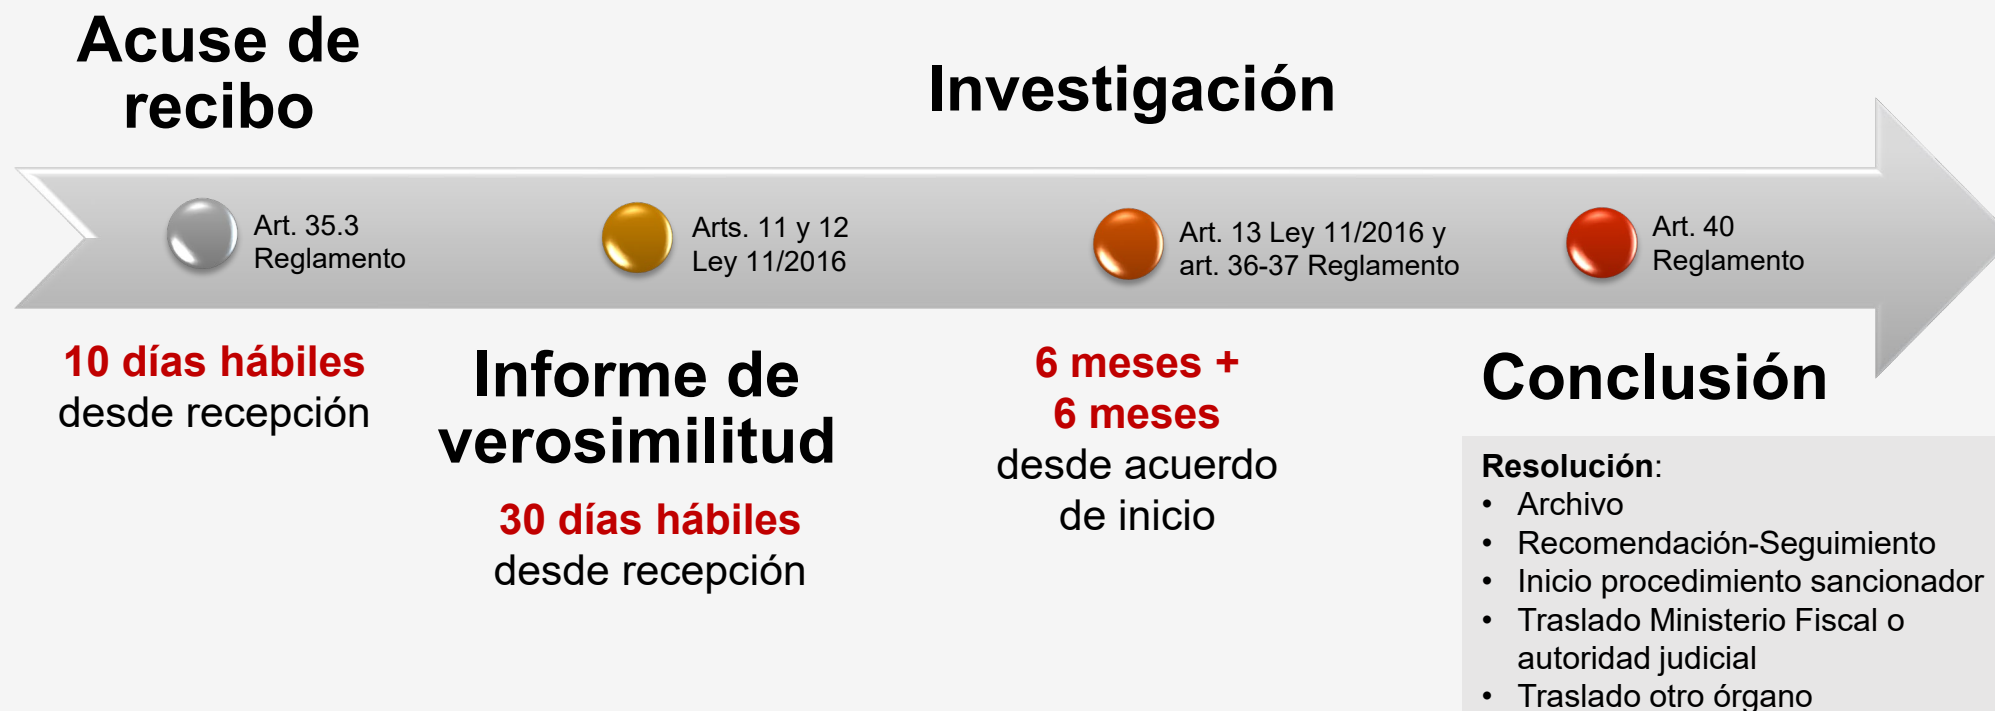 Acuse de
recibo
Art. 35.3
Reglamento
10 días hábiles
desde recepción
Arts. 11 y 12
Ley 11/2016
Informe de
verosimilitud
30 días hábiles
desde recepción
Investigación
Art. 13 Ley 11/2016 y
art. 36-37 Reglamento
6 meses +
6 meses
desde acuerdo
de inicio
Art. 40
Reglamento
Conclusión
Resolución:
• Archivo
• Recomendación-Seguimiento
• Inicio procedimiento sancionador
• Traslado Ministerio Fiscal o
autoridad judicial
• Traslado otro órgano